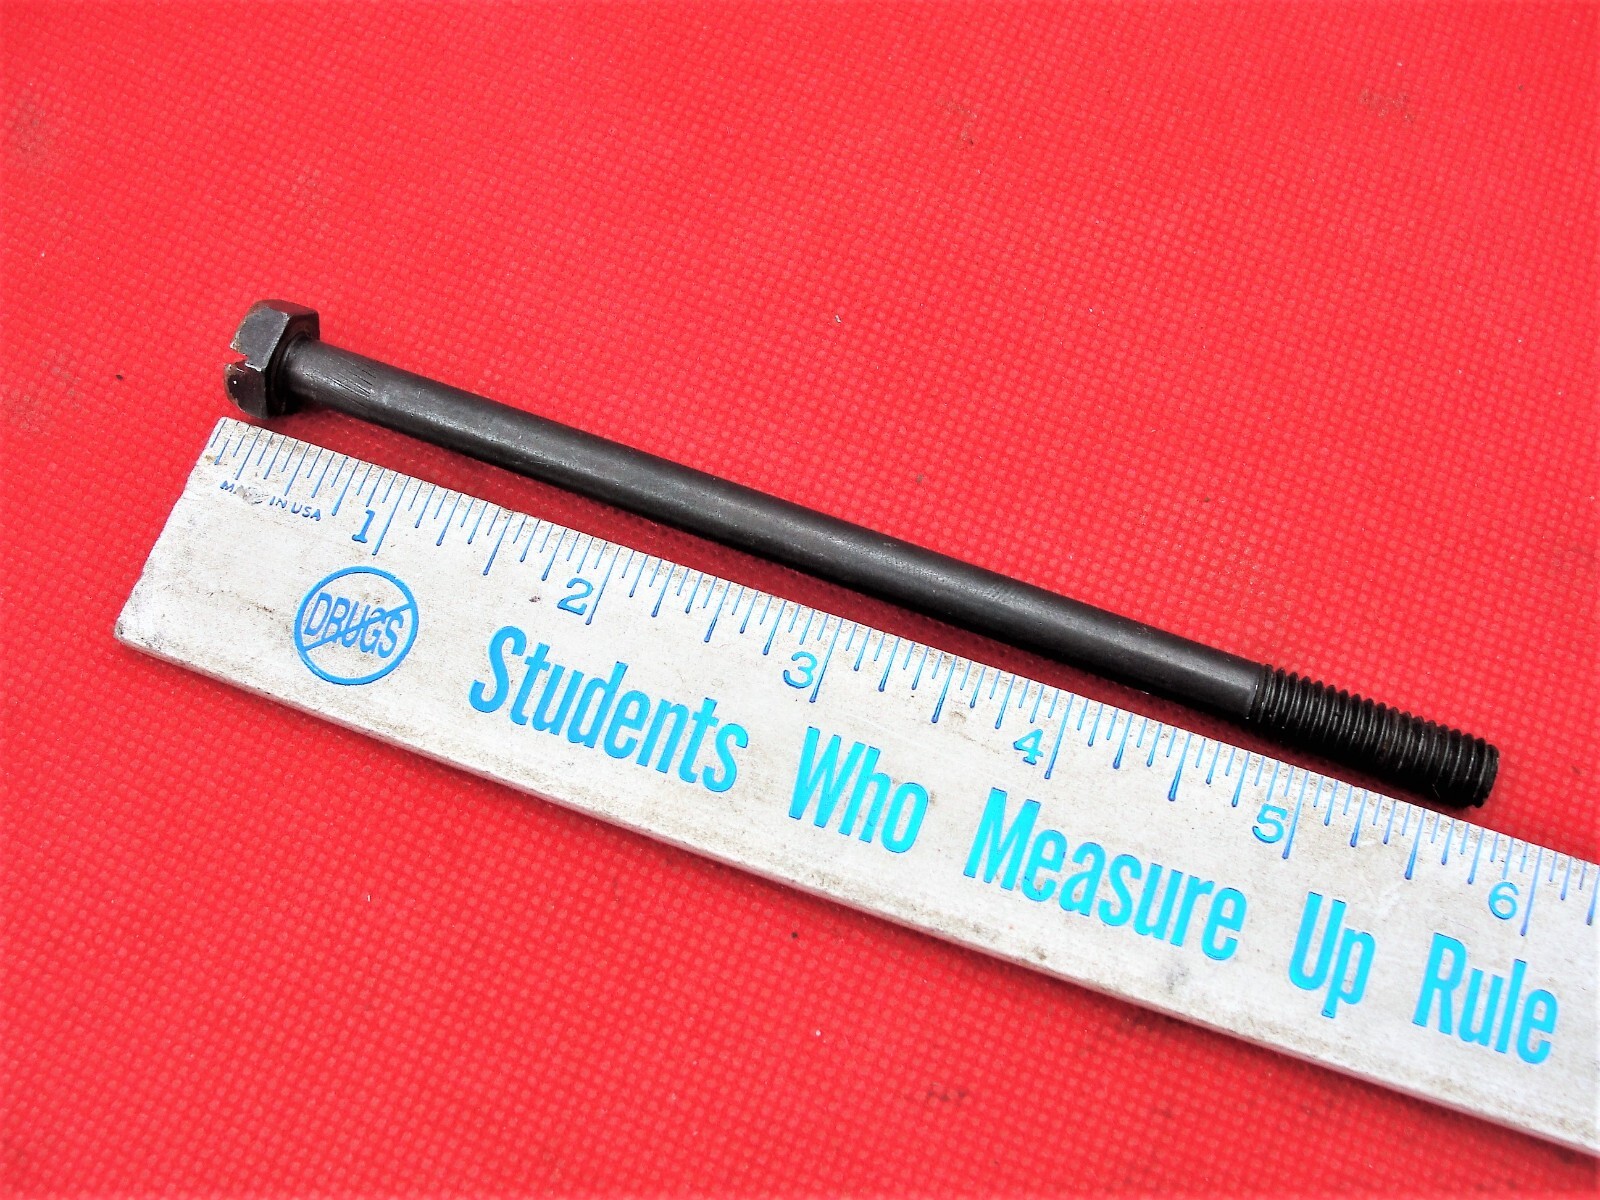 MADE IN USA
1 2 3 4 5 6
DRUGS
Students Who Measure Up Rule